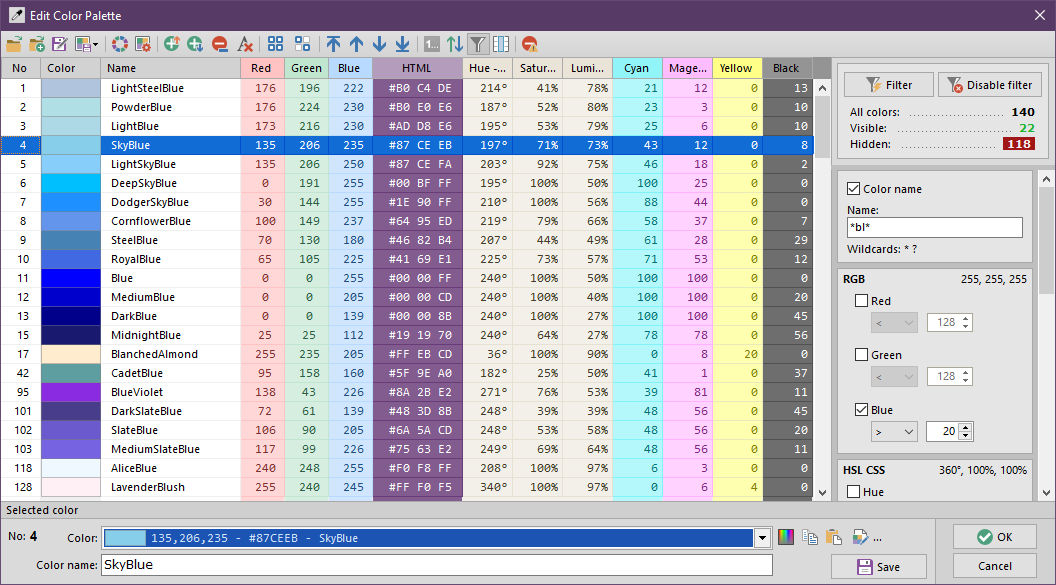 Edit Color Palette
1...
No Color Name Red Green Blue HTML Hue -... Satur... Lumi... Cyan Mage... Yellow Black
1 LightSteelBlue 176 196 222 #B0 C4 DE 214° 41% 78% 21 12 0 13
2 PowderBlue 176 224 230 #B0 E0 E6 187° 52% 80% 23 3 0 10
3 LightBlue 173 216 230 #AD D8 E6 195° 53% 79% 25 6 0 10
4 SkyBlue 135 206 235 #87 CE EB 197° 71% 73% 43 12 0 8
5 LightSkyBlue 135 206 250 #87 CE FA 203° 92% 75% 46 18 0 2
6 DeepSkyBlue 0 191 255 #00 BF FF 195° 100% 50% 100 25 0 0
7 DodgerSkyBlue 30 144 255 #1E 90 FF 210° 100% 56% 88 44 0 0
8 CornflowerBlue 100 149 237 #64 95 ED 219° 79% 66% 58 37 0 7
9 SteelBlue 70 130 180 #46 82 B4 207° 44% 49% 61 28 0 29
10 RoyalBlue 65 105 225 #41 69 E1 225° 73% 57% 71 53 0 12
11 Blue 0 0 255 #00 00 FF 240° 100% 50% 100 100 0 0
12 MediumBlue 0 0 205 #00 00 CD 240° 100% 40% 100 100 0 20
13 DarkBlue 0 0 139 #00 00 8B 240° 100% 27% 100 100 0 45
15 MidnightBlue 25 25 112 #19 19 70 240° 64% 27% 78 78 0 56
17 BlanchedAlmond 255 235 205 #FF EB CD 36° 100% 90% 0 8 20 0
42 CadetBlue 95 158 160 #5F 9E A0 182° 25% 50% 41 1 0 37
95 BlueViolet 138 43 226 #8A 2B E2 271° 76% 53% 39 81 0 11
101 DarkSlateBlue 72 61 139 #48 3D 8B 248° 39% 39% 48 56 0 45
102 SlateBlue 106 90 205 #6A 5A CD 248° 53% 58% 48 56 0 20
103 MediumSlateBlue 117 99 226 #75 63 E2 249° 69% 64% 48 56 0 11
118 AliceBlue 240 248 255 #F0 F8 FF 208° 100% 97% 6 3 0 0
128 LavenderBlush 255 240 245 #FF F0 F5 340° 100% 97% 0 6 4 0
Filter Disable filter
All colors: 140
Visible: 22
Hidden: 118
Color name
Name:
*bl*
Wildcards: * ?
RGB 255, 255, 255
Red
< 128
Green
< 128
Blue
> 20
HSL CSS 360°, 100%, 100%
Hue
Selected color
No: 4 Color: 135,206,235 - #87CEEB - SkyBlue ...
Color name: SkyBlue
Save
OK
Cancel